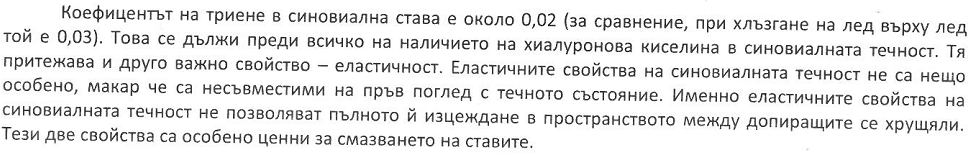 Коефицентът на триене в синовиална става е около 0,02 (за сравнение, при хлъзгане на лед върху лед
той е 0,03). Това се дължи преди всичко на наличието на хиалуронова киселина в синовиалната течност. Тя
притежава и друго важно свойство – еластичност. Еластичните свойства на синовиалната течност не са нещо
особено, макар че са несъвместими на пръв поглед с течното състояние. Именно еластичните свойства на
синовиалната течност не позволяват пълното ѝ изцеждане в пространството между допиращите се хрущяли.
Тези две свойства са особено ценни за смазването на ставите.